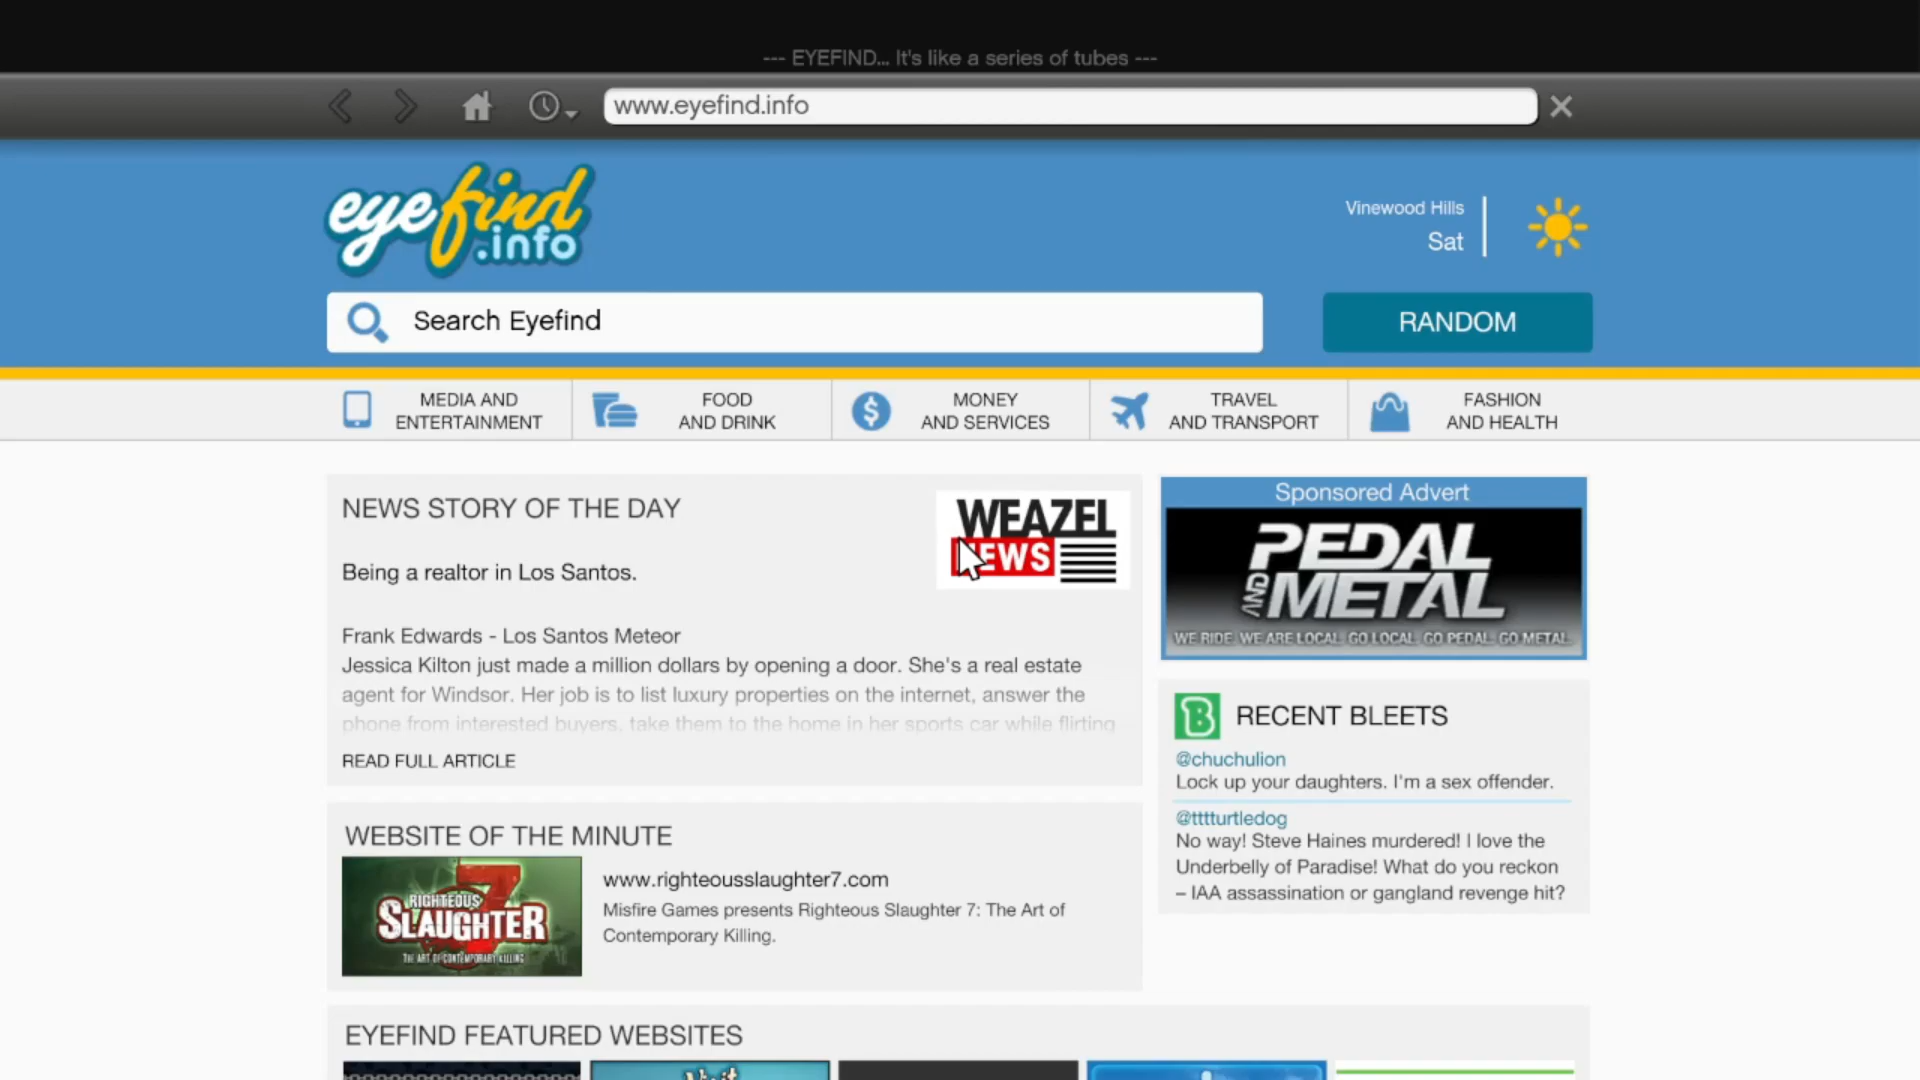 --- EYEFIND... It's like a series of tubes ---
www.eyefind.info
eyefind
.info
Vinewood Hills
Sat
Search Eyefind
RANDOM
MEDIA AND
ENTERTAINMENT
FOOD
AND DRINK
MONEY
AND SERVICES
TRAVEL
AND TRANSPORT
FASHION
AND HEALTH
NEWS STORY OF THE DAY
WEAZEL
NEWS
Being a realtor in Los Santos.
Frank Edwards - Los Santos Meteor
Jessica Kilton just made a million dollars by opening a door. She's a real estate
agent for Windsor. Her job is to list luxury properties on the internet, answer the
phone from interested buyers, take them to the home in her sports car while flirting
READ FULL ARTICLE
Sponsored Advert
PEDAL
AND METAL
WE RIDE. WE ARE LOCAL. GO LOCAL. GO PEDAL. GO METAL.
B RECENT BLEETS
@chuchulion
Lock up your daughters. I'm a sex offender.
@tttturtledog
No way! Steve Haines murdered! I love the
Underbelly of Paradise! What do you reckon
– IAA assassination or gangland revenge hit?
WEBSITE OF THE MINUTE
7
RIGHTEOUS
SLAUGHTER
THE ART OF CONTEMPORARY KILLING
www.righteousslaughter7.com
Misfire Games presents Righteous Slaughter 7: The Art of
Contemporary Killing.
EYEFIND FEATURED WEBSITES
Visit